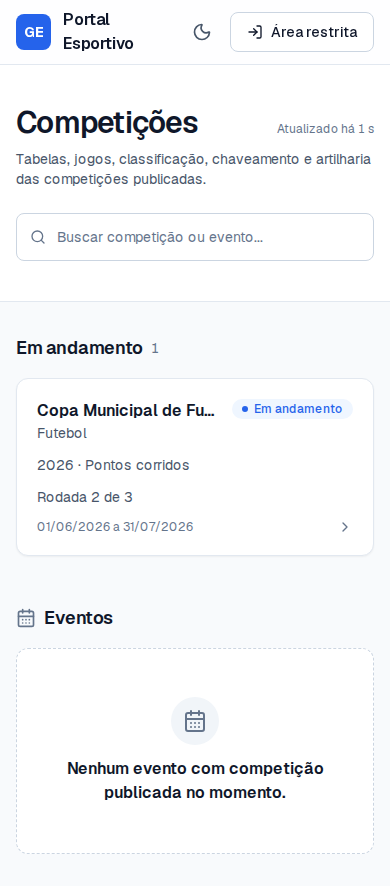 GE
Portal
Esportivo
Área restrita
Competições
Atualizado há 1 s
Tabelas, jogos, classificação, chaveamento e artilharia
das competições publicadas.
Buscar competição ou evento...
Em andamento 1
Copa Municipal de Fu...
Em andamento
Futebol
2026 · Pontos corridos
Rodada 2 de 3
01/06/2026 a 31/07/2026
Eventos
Nenhum evento com competição
publicada no momento.